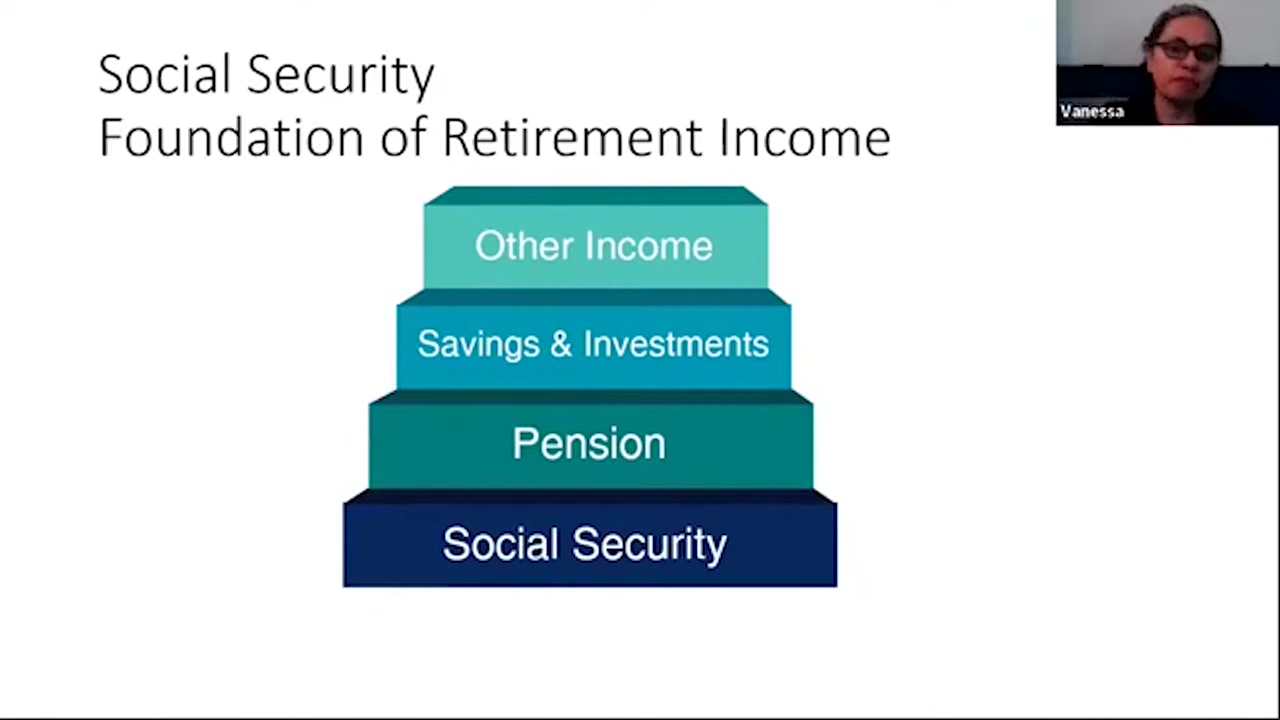 Social Security
Foundation of Retirement Income
Vanessa
Other Income
Savings & Investments
Pension
Social Security